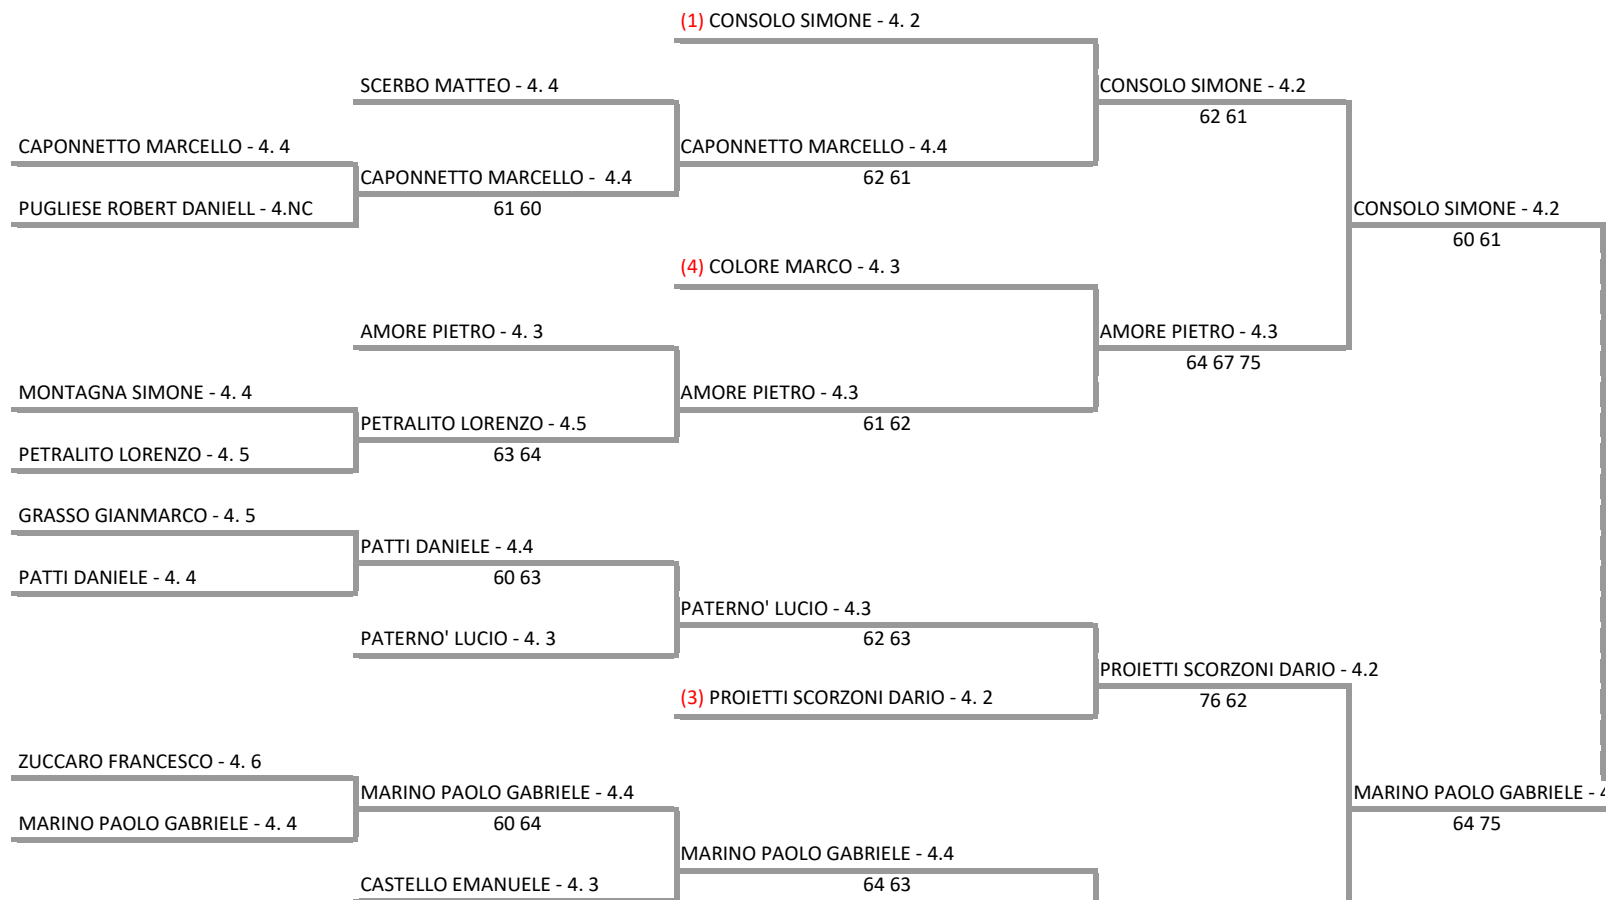 (1) CONSOLO SIMONE - 4. 2
SCERBO MATTEO - 4. 4
CONSOLO SIMONE - 4.2
62 61
CAPONNETTO MARCELLO - 4. 4
CAPONNETTO MARCELLO - 4.4
CAPONNETTO MARCELLO - 4.4
62 61
PUGLIESE ROBERT DANIELL - 4.NC
61 60
CONSOLO SIMONE - 4.2
60 61
(4) COLORE MARCO - 4. 3
AMORE PIETRO - 4. 3
AMORE PIETRO - 4.3
64 67 75
MONTAGNA SIMONE - 4. 4
AMORE PIETRO - 4.3
PETRALITO LORENZO - 4.5
61 62
PETRALITO LORENZO - 4. 5
63 64
GRASSO GIANMARCO - 4. 5
PATTI DANIELE - 4.4
PATTI DANIELE - 4. 4
60 63
PATERNO' LUCIO - 4.3
PATERNO' LUCIO - 4. 3
62 63
PROIETTI SCORZONI DARIO - 4.2
(3) PROIETTI SCORZONI DARIO - 4. 2
76 62
ZUCCARO FRANCESCO - 4. 6
MARINO PAOLO GABRIELE - 4.4
MARINO PAOLO GABRIELE -
MARINO PAOLO GABRIELE - 4. 4
60 64
64 75
MARINO PAOLO GABRIELE - 4.4
CASTELLO EMANUELE - 4. 3
64 63